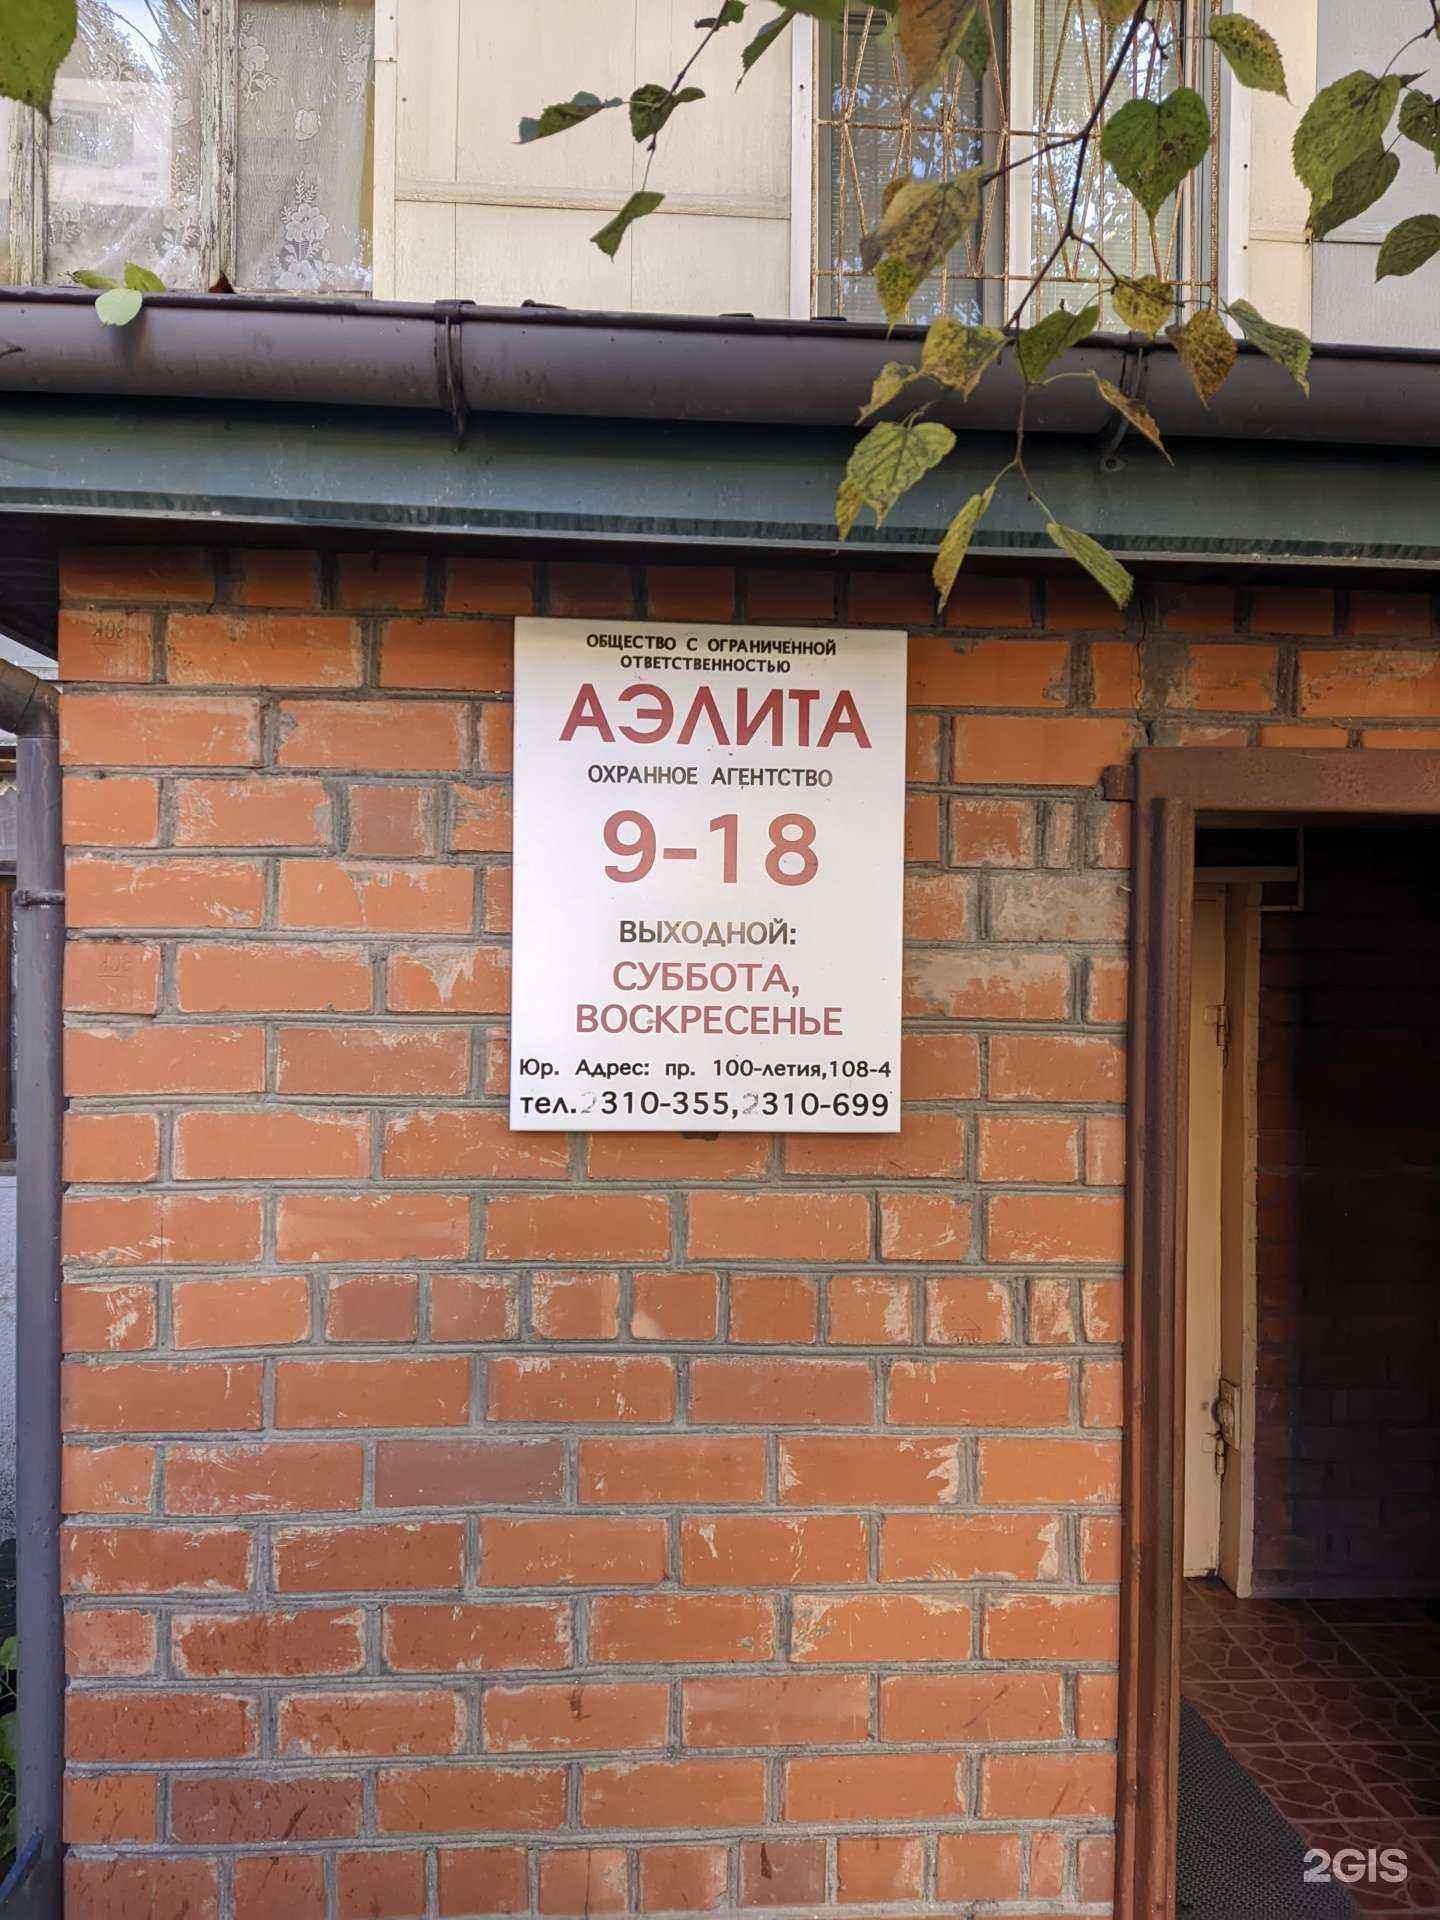 ОБЩЕСТВО С ОГРАНИЧЕННОЙ
ОТВЕТСТВЕННОСТЬЮ
АЭЛИТА
ОХРАННОЕ АГЕНТСТВО
9-18
ВЫХОДНОЙ:
СУББОТА,
ВОСКРЕСЕНЬЕ
Юр. Адрес: пр. 100-летия,108-4
тел.2310-355,2310-699
2GIS